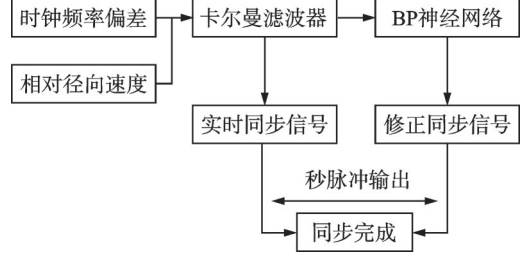 时钟频率偏差
卡尔曼滤波器
BP神经网络
相对径向速度
实时同步信号
修正同步信号
秒脉冲输出
同步完成